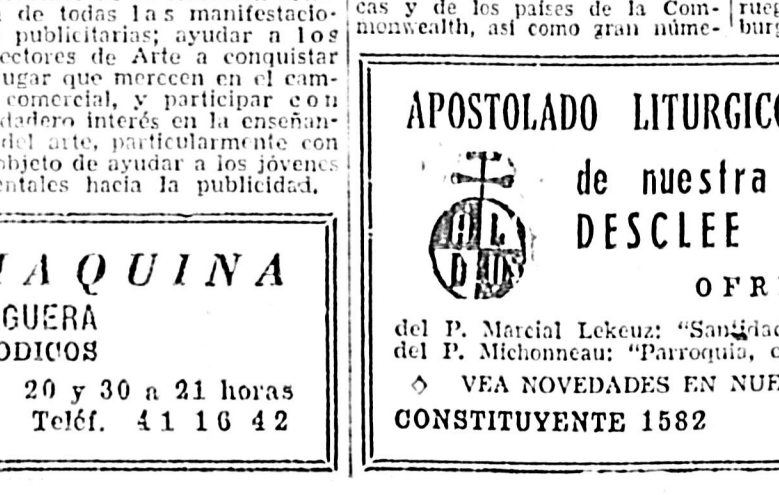 de todas las manifestacio-
publicitarias; ayudar a los
ectores de Arte a conquistar
ugar que merecen en el cam-
comercial, y participar con
dadero interés en la enseñan-
del arte, particularmente con
objeto de ayudar a los jóvenes
entales hacia la publicidad.
MAQUINA
GUERA
ODICOS
20 y 30 a 21 horas
Teléf. 41 16 42
cas y de los países de la Com-
monwealth, así como gran núme-
rueg
burg
APOSTOLADO LITURGICO
de nuestra
DESCLEE
OFR
del P. Marcial Lekeuz: "Santidad
del P. Michonneau: "Parroquia, c
◇ VEA NOVEDADES EN NUE
CONSTITUYENTE 1582